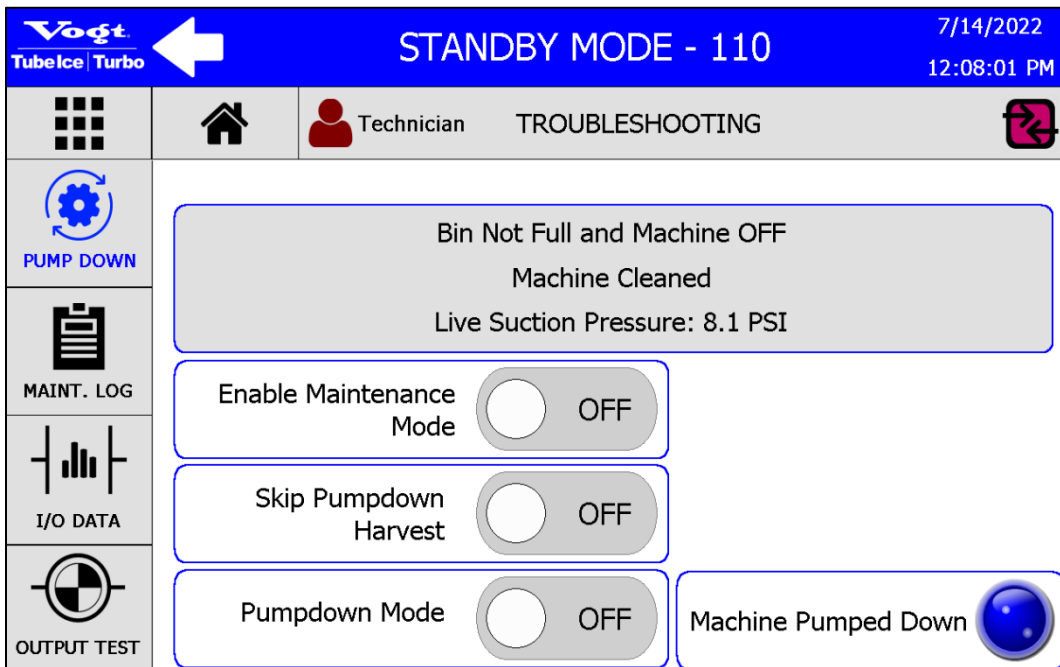 Vogt
TubeIce | Turbo
STANDBY MODE - 110
7/14/2022
12:08:01 PM
Technician
TROUBLESHOOTING
PUMP DOWN
MAINT. LOG
I/O DATA
OUTPUT TEST
Bin Not Full and Machine OFF
Machine Cleaned
Live Suction Pressure: 8.1 PSI
Enable Maintenance
Mode
OFF
Skip Pumpdown
Harvest
OFF
Pumpdown Mode
OFF
Machine Pumped Down